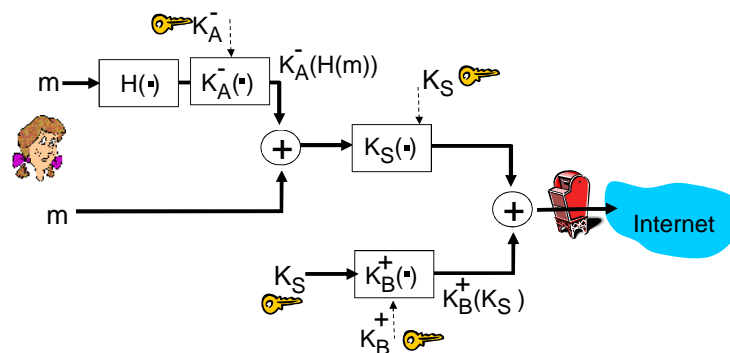 K_A^-
m
H(▪)
K_A^-(▪)
K_A^-(H(m))
K_S
+
K_S(▪)
m
+
Internet
K_S
K_B^+(▪)
K_B^+(K_S )
K_B^+